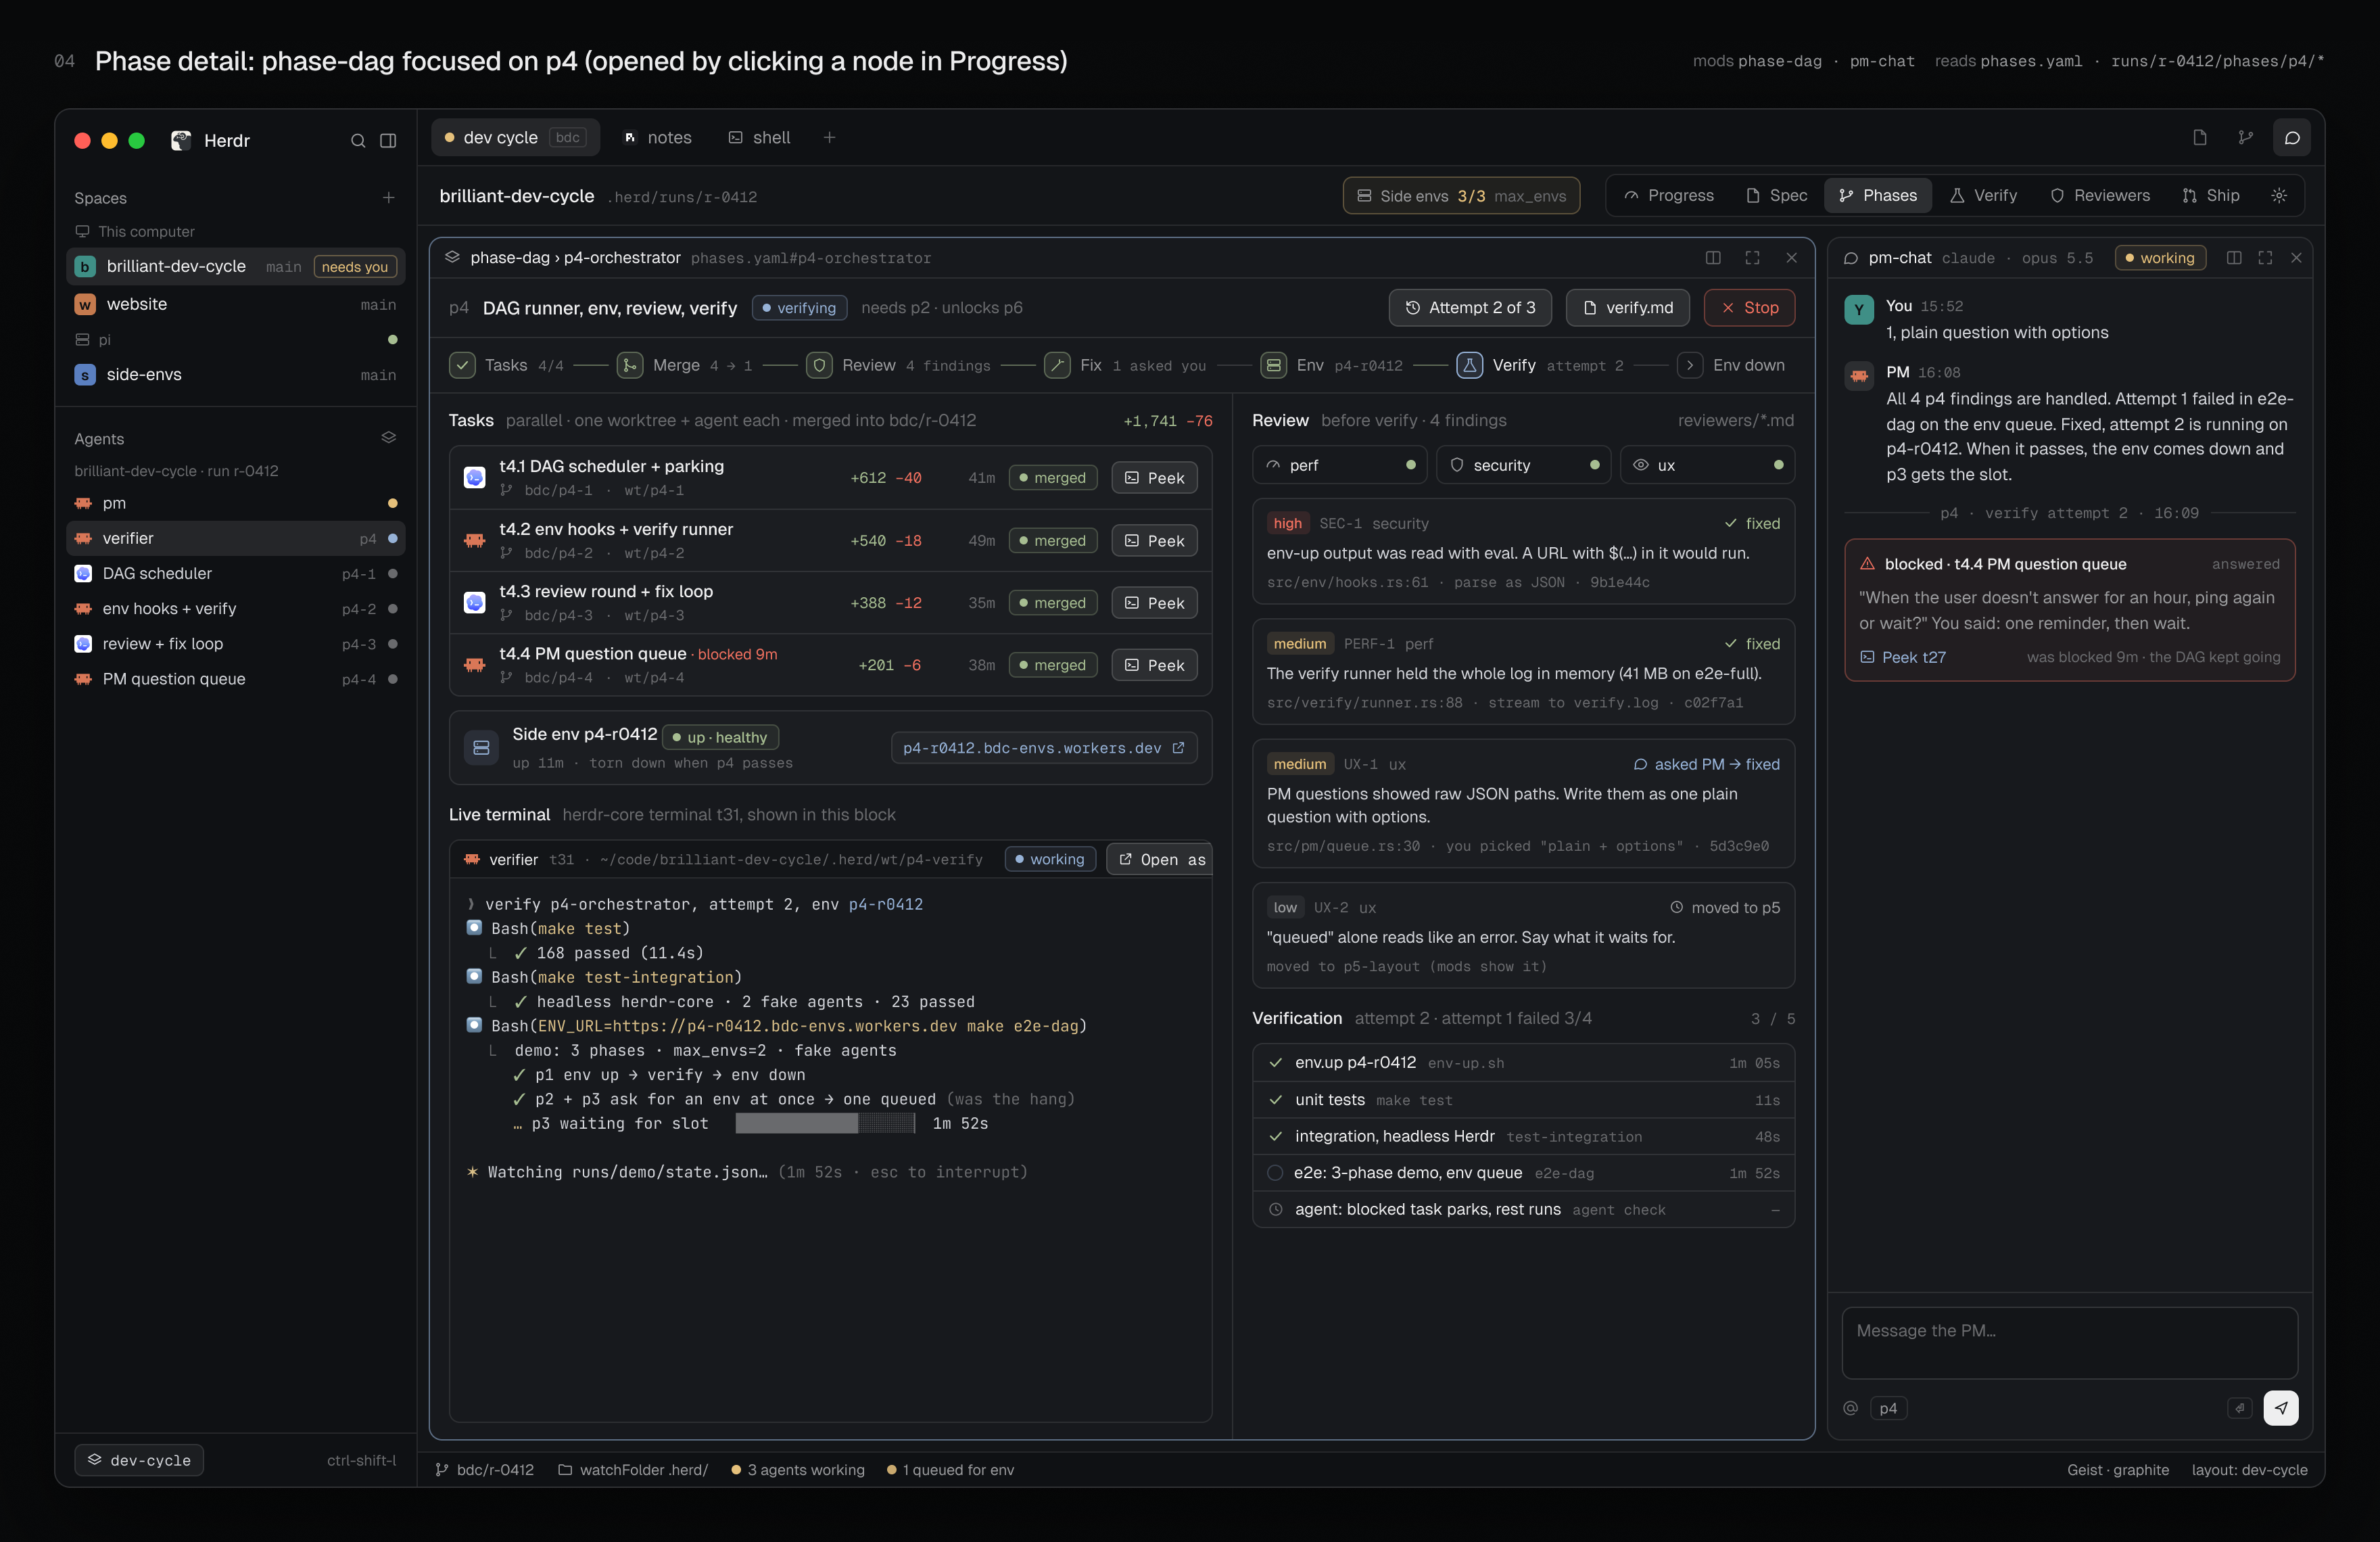 04 Phase detail: phase-dag focused on p4 (opened by clicking a node in Progress)
mods phase-dag · pm-chat reads phases.yaml · runs/r-0412/phases/p4/*
Herdr
Spaces
This computer
b brilliant-dev-cycle main needs you
w website main
pi
s side-envs main
Agents
brilliant-dev-cycle · run r-0412
pm
verifier p4
DAG scheduler p4-1
env hooks + verify p4-2
review + fix loop p4-3
PM question queue p4-4
dev-cycle ctrl-shift-l
dev cycle bdc notes shell
brilliant-dev-cycle .herd/runs/r-0412
Side envs 3/3 max_envs
Progress Spec Phases Verify Reviewers Ship
phase-dag › p4-orchestrator phases.yaml#p4-orchestrator
p4 DAG runner, env, review, verify verifying needs p2 · unlocks p6
Attempt 2 of 3 verify.md Stop
Tasks 4/4 Merge 4 → 1 Review 4 findings Fix 1 asked you Env p4-r0412 Verify attempt 2 Env down
Tasks parallel · one worktree + agent each · merged into bdc/r-0412 +1,741 −76
t4.1 DAG scheduler + parking
bdc/p4-1 · wt/p4-1
+612 −40 41m merged Peek
t4.2 env hooks + verify runner
bdc/p4-2 · wt/p4-2
+540 −18 49m merged Peek
t4.3 review round + fix loop
bdc/p4-3 · wt/p4-3
+388 −12 35m merged Peek
t4.4 PM question queue · blocked 9m
bdc/p4-4 · wt/p4-4
+201 −6 38m merged Peek
Side env p4-r0412 up · healthy
up 11m · torn down when p4 passes
p4-r0412.bdc-envs.workers.dev
Live terminal herdr-core terminal t31, shown in this block
verifier t31 · ~/code/brilliant-dev-cycle/.herd/wt/p4-verify working Open as
❯ verify p4-orchestrator, attempt 2, env p4-r0412
Bash(make test)
└ ✓ 168 passed (11.4s)
Bash(make test-integration)
└ ✓ headless herdr-core · 2 fake agents · 23 passed
Bash(ENV_URL=https://p4-r0412.bdc-envs.workers.dev make e2e-dag)
└ demo: 3 phases · max_envs=2 · fake agents
✓ p1 env up → verify → env down
✓ p2 + p3 ask for an env at once → one queued (was the hang)
… p3 waiting for slot 1m 52s
✶ Watching runs/demo/state.json… (1m 52s · esc to interrupt)
Review before verify · 4 findings reviewers/*.md
perf security ux
high SEC-1 security fixed
env-up output was read with eval. A URL with $(…) in it would run.
src/env/hooks.rs:61 · parse as JSON · 9b1e44c
medium PERF-1 perf fixed
The verify runner held the whole log in memory (41 MB on e2e-full).
src/verify/runner.rs:88 · stream to verify.log · c02f7a1
medium UX-1 ux asked PM → fixed
PM questions showed raw JSON paths. Write them as one plain
question with options.
src/pm/queue.rs:30 · you picked "plain + options" · 5d3c9e0
low UX-2 ux moved to p5
"queued" alone reads like an error. Say what it waits for.
moved to p5-layout (mods show it)
Verification attempt 2 · attempt 1 failed 3/4 3 / 5
env.up p4-r0412 env-up.sh 1m 05s
unit tests make test 11s
integration, headless Herdr test-integration 48s
e2e: 3-phase demo, env queue e2e-dag 1m 52s
agent: blocked task parks, rest runs agent check –
pm-chat claude · opus 5.5 working
Y You 15:52
1, plain question with options
PM 16:08
All 4 p4 findings are handled. Attempt 1 failed in e2e-
dag on the env queue. Fixed, attempt 2 is running on
p4-r0412. When it passes, the env comes down and
p3 gets the slot.
p4 · verify attempt 2 · 16:09
blocked · t4.4 PM question queue answered
"When the user doesn't answer for an hour, ping again
or wait?" You said: one reminder, then wait.
Peek t27 was blocked 9m · the DAG kept going
Message the PM…
@ p4
bdc/r-0412 watchFolder .herd/ 3 agents working 1 queued for env
Geist · graphite layout: dev-cycle